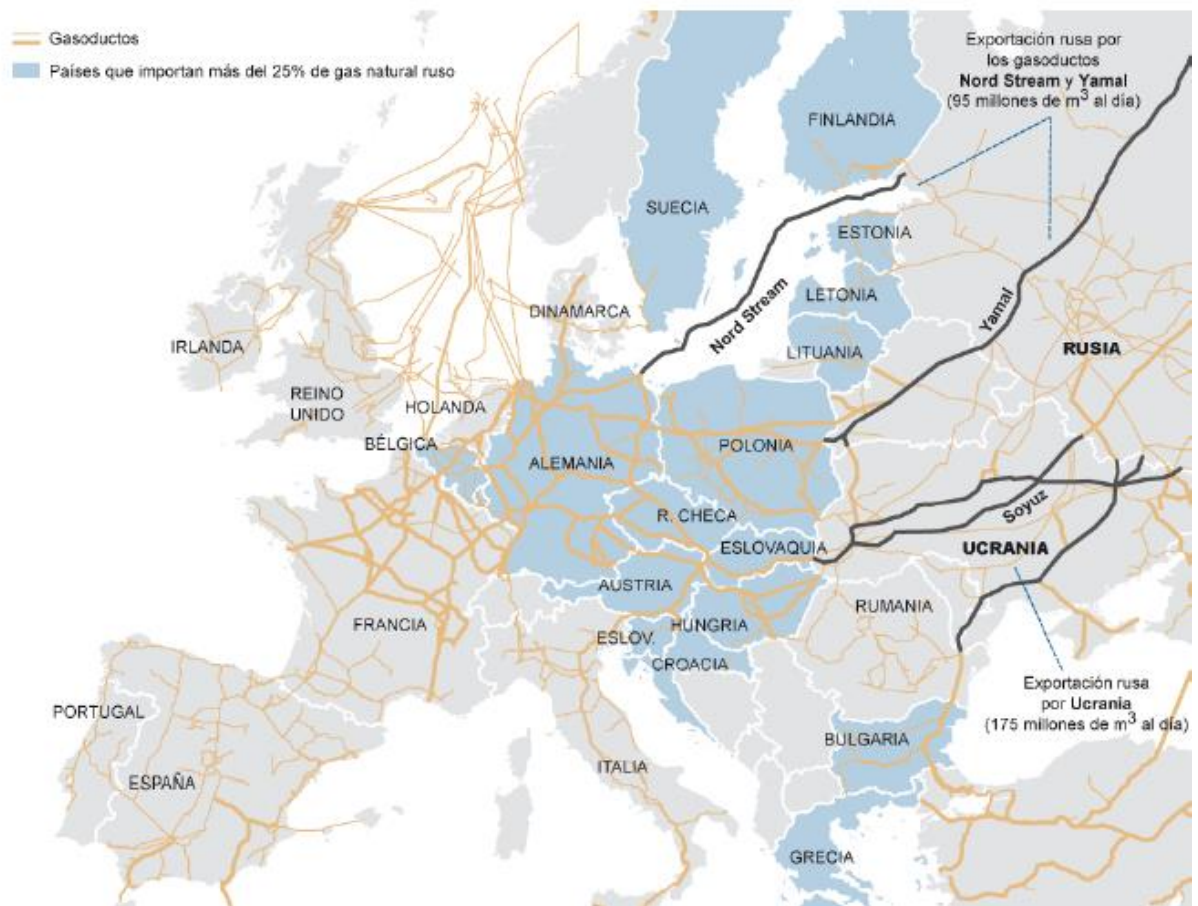 Gasoductos
Países que importan más del 25% de gas natural ruso
Exportación rusa por
los gasoductos
Nord Stream y Yamal
(95 millones de m³ al día)
FINLANDIA
SUECIA
ESTONIA
LETONIA
LITUANIA
DINAMARCA
Nord Stream
Yamal
RUSIA
IRLANDA
REINO
UNIDO
HOLANDA
BÉLGICA
ALEMANIA
POLONIA
R. CHECA
ESLOVAQUIA
Soyuz
UCRANIA
AUSTRIA
HUNGRIA
RUMANIA
FRANCIA
ESLOV.
CROACIA
Exportación rusa
por Ucrania
(175 millones de m³ al día)
PORTUGAL
ESPAÑA
ITALIA
BULGARIA
GRECIA